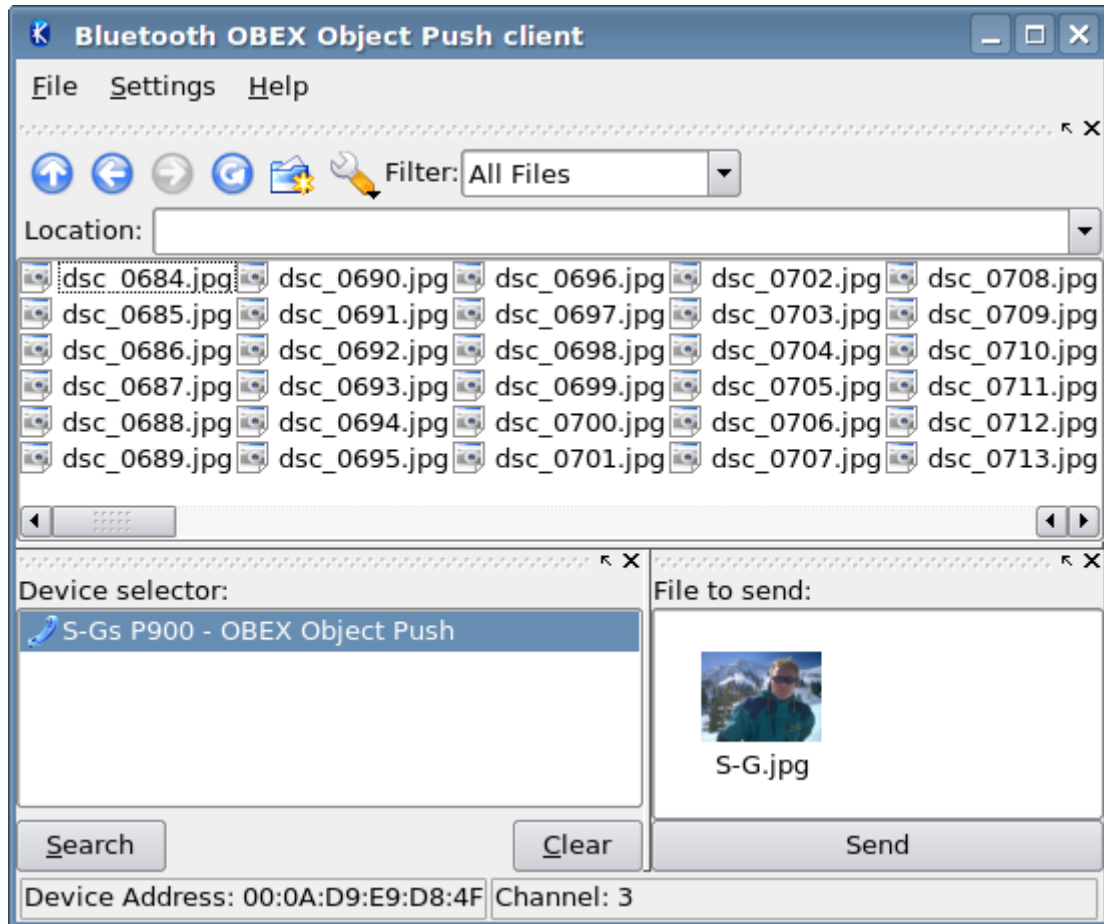 Bluetooth OBEX Object Push client
File Settings Help
Filter: All Files
Location:
dsc_0684.jpg dsc_0690.jpg dsc_0696.jpg dsc_0702.jpg dsc_0708.jpg
dsc_0685.jpg dsc_0691.jpg dsc_0697.jpg dsc_0703.jpg dsc_0709.jpg
dsc_0686.jpg dsc_0692.jpg dsc_0698.jpg dsc_0704.jpg dsc_0710.jpg
dsc_0687.jpg dsc_0693.jpg dsc_0699.jpg dsc_0705.jpg dsc_0711.jpg
dsc_0688.jpg dsc_0694.jpg dsc_0700.jpg dsc_0706.jpg dsc_0712.jpg
dsc_0689.jpg dsc_0695.jpg dsc_0701.jpg dsc_0707.jpg dsc_0713.jpg
Device selector:
S-Gs P900 - OBEX Object Push
Search Clear
File to send:
S-G.jpg
Send
Device Address: 00:0A:D9:E9:D8:4F Channel: 3